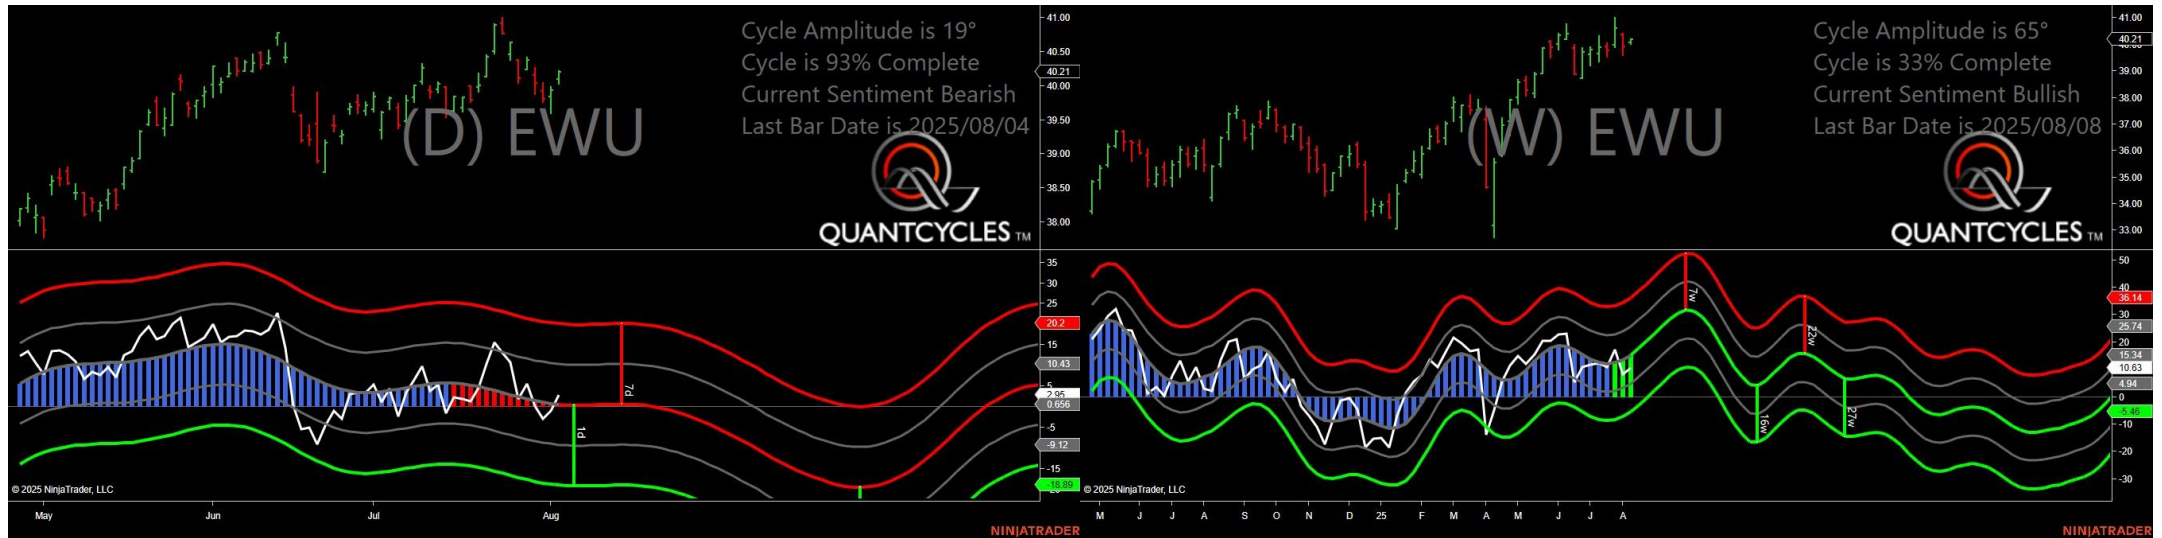 Cycle Amplitude is 19°
Cycle is 93% Complete
Current Sentiment Bearish
Last Bar Date is 2025/08/04
(D) EWU
QUANTCYCLES TM
41.00
40.50
40.21
40.00
39.50
39.00
38.50
38.00
35
30
25
20.2
15
10.43
5
2.95
0.656
-5
-9.12
-15
-18.89
7d
1d
© 2025 NinjaTrader, LLC
May
Jun
Jul
Aug
NINJATRADER
Cycle Amplitude is 65°
Cycle is 33% Complete
Current Sentiment Bullish
Last Bar Date is 2025/08/08
(W) EWU
QUANTCYCLES TM
41.00
40.21
39.00
38.00
37.00
36.00
35.00
34.00
33.00
50
40
36.14
30
25.74
20
15.34
10.63
4.94
0
-5.46
-10
-20
-30
7w
22w
16w
27w
© 2025 NinjaTrader, LLC
M
J
J
A
S
O
N
D
25
F
M
A
M
J
J
A
NINJATRADER